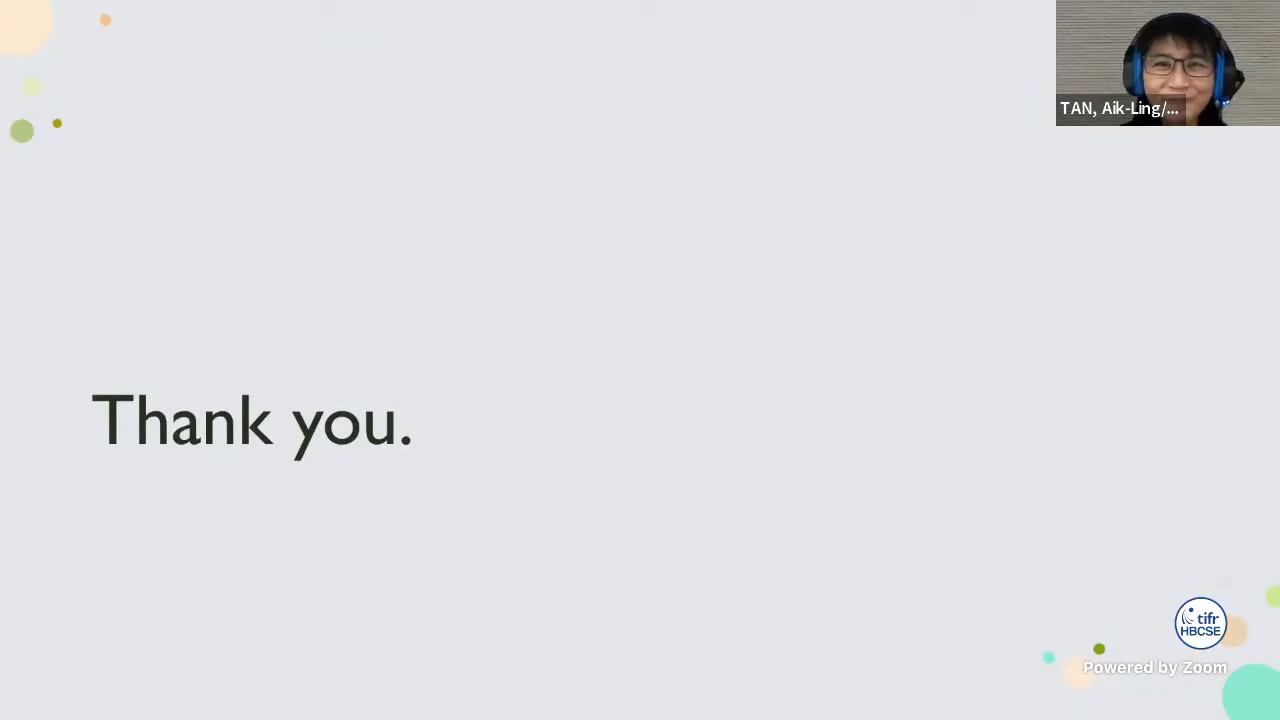 TAN, Aik-Ling/...
Thank you.
tifr
HBCSE
Powered by Zoom